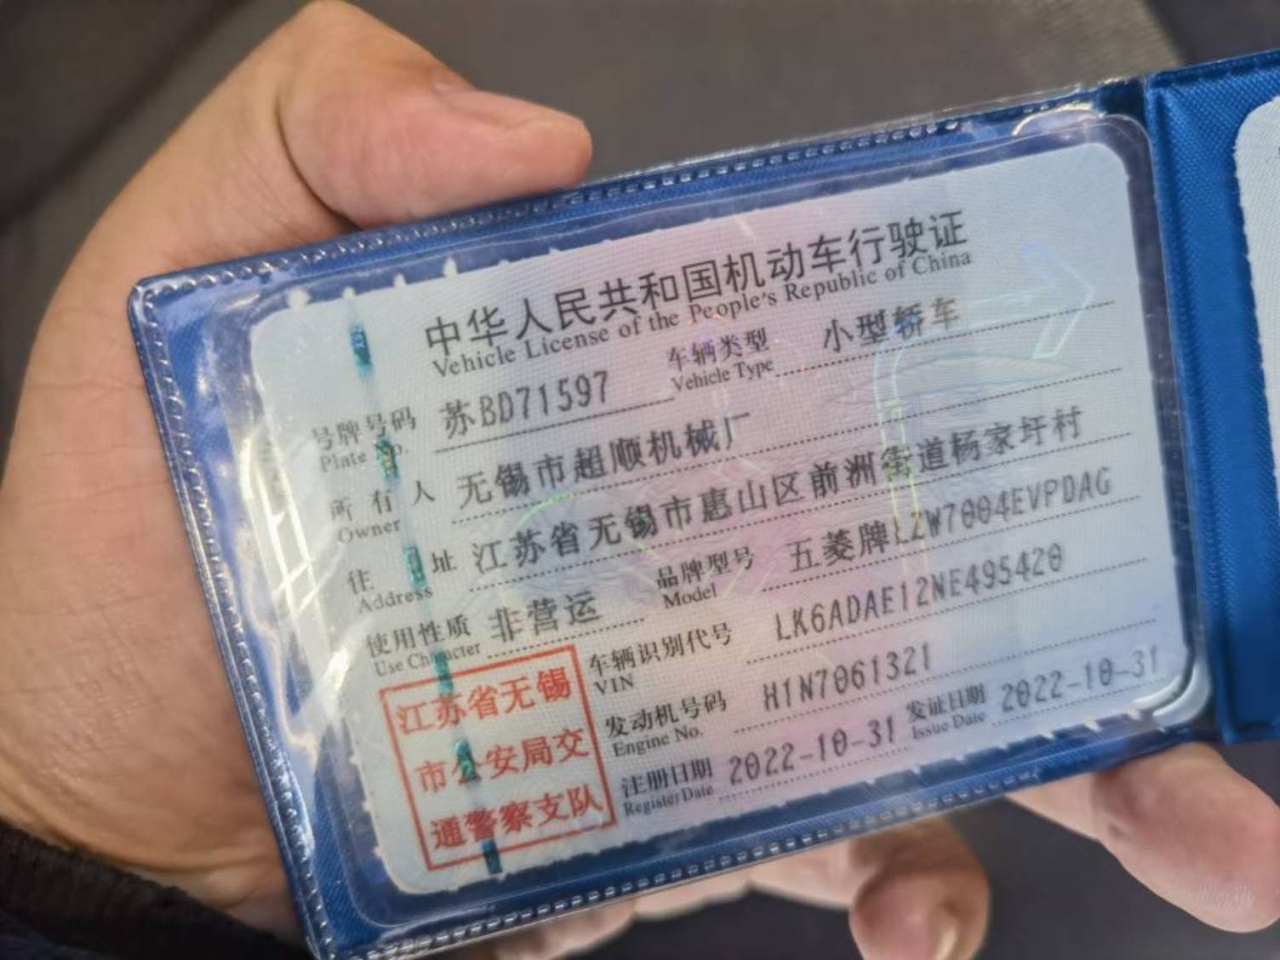 中华人民共和国机动车行驶证
Vehicle License of the People's Republic of China
号牌号码 苏BD71597 车辆类型 小型轿车
Plate No. Vehicle Type
所有人 无锡市超顺机械厂
Owner
住址 江苏省无锡市惠山区前洲街道杨家圩村
Address
使用性质 非营运 品牌型号 五菱牌LZW7004EVPDAG
Use Character Model
车辆识别代号 LK6ADAE12NE495420
VIN
发动机号码 H1N7061321
Engine No.
注册日期 2022-10-31 发证日期 2022-10-31
Register Date Issue Date
江苏省无锡
市公安局交
通警察支队